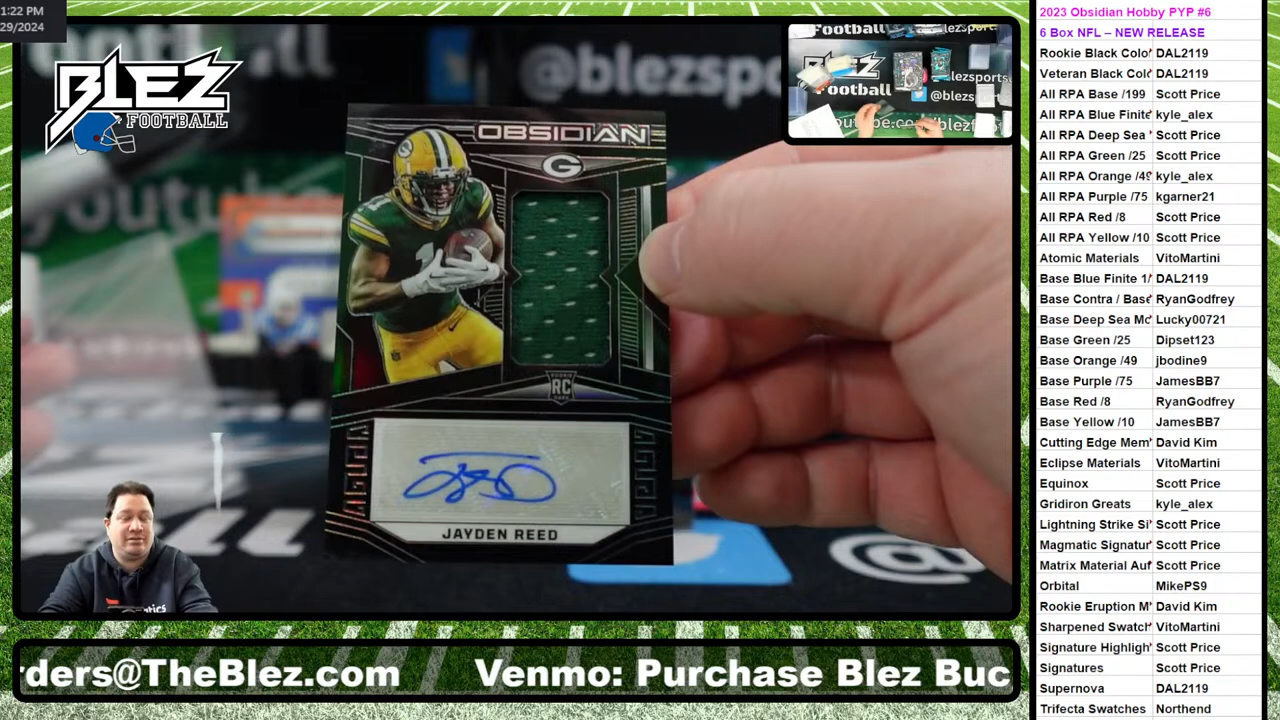 1:22 PM
29/2024
BLEZ
FOOTBALL
@blezspo
OBSIDIAN
G
RC
JAYDEN REED
Football
@blezsports
rders@TheBlez.com Venmo: Purchase Blez Buc
2023 Obsidian Hobby PYP #6
6 Box NFL – NEW RELEASE
Rookie Black Colo DAL2119
Veteran Black Colo DAL2119
All RPA Base /199 Scott Price
All RPA Blue Finite kyle_alex
All RPA Deep Sea Scott Price
All RPA Green /25 Scott Price
All RPA Orange /49 kyle_alex
All RPA Purple /75 kgarner21
All RPA Red /8 Scott Price
All RPA Yellow /10 Scott Price
Atomic Materials VitoMartini
Base Blue Finite 1/ DAL2119
Base Contra / Base RyanGodfrey
Base Deep Sea Mo Lucky00721
Base Green /25 Dipset123
Base Orange /49 jbodine9
Base Purple /75 JamesBB7
Base Red /8 RyanGodfrey
Base Yellow /10 JamesBB7
Cutting Edge Mem David Kim
Eclipse Materials VitoMartini
Equinox Scott Price
Gridiron Greats kyle_alex
Lightning Strike Si Scott Price
Magmatic Signatur Scott Price
Matrix Material Aut Scott Price
Orbital MikePS9
Rookie Eruption M David Kim
Sharpened Swatch VitoMartini
Signature Highligh Scott Price
Signatures Scott Price
Supernova DAL2119
Trifecta Swatches Northend